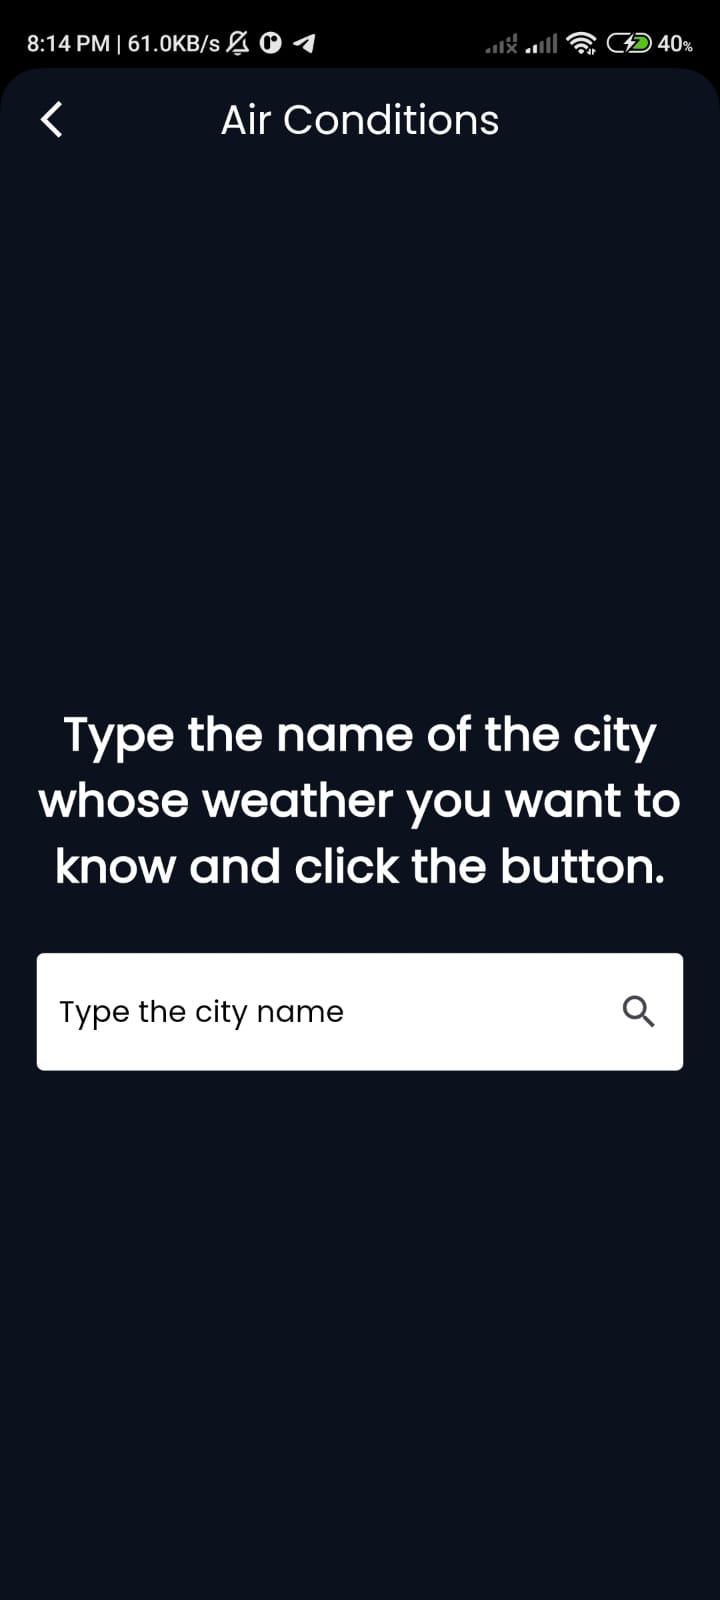 8:14 PM | 61.0KB/s 40%
Air Conditions
Type the name of the city
whose weather you want to
know and click the button.
Type the city name